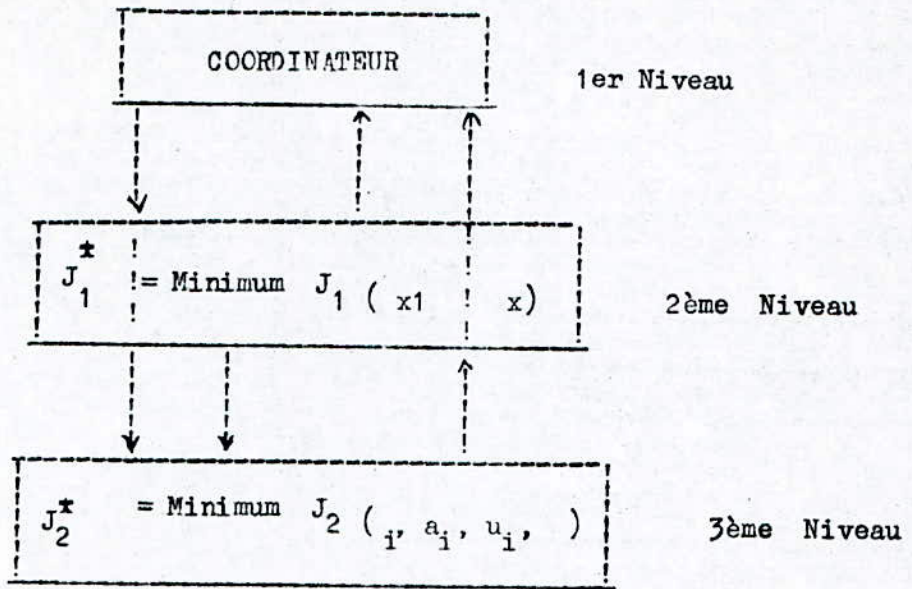 COORDINATEUR
1er Niveau
J₁* = Minimum J₁ ( x1 x)
2ème Niveau
J₂* = Minimum J₂ ( ᵢ, aᵢ, uᵢ, )
3ème Niveau